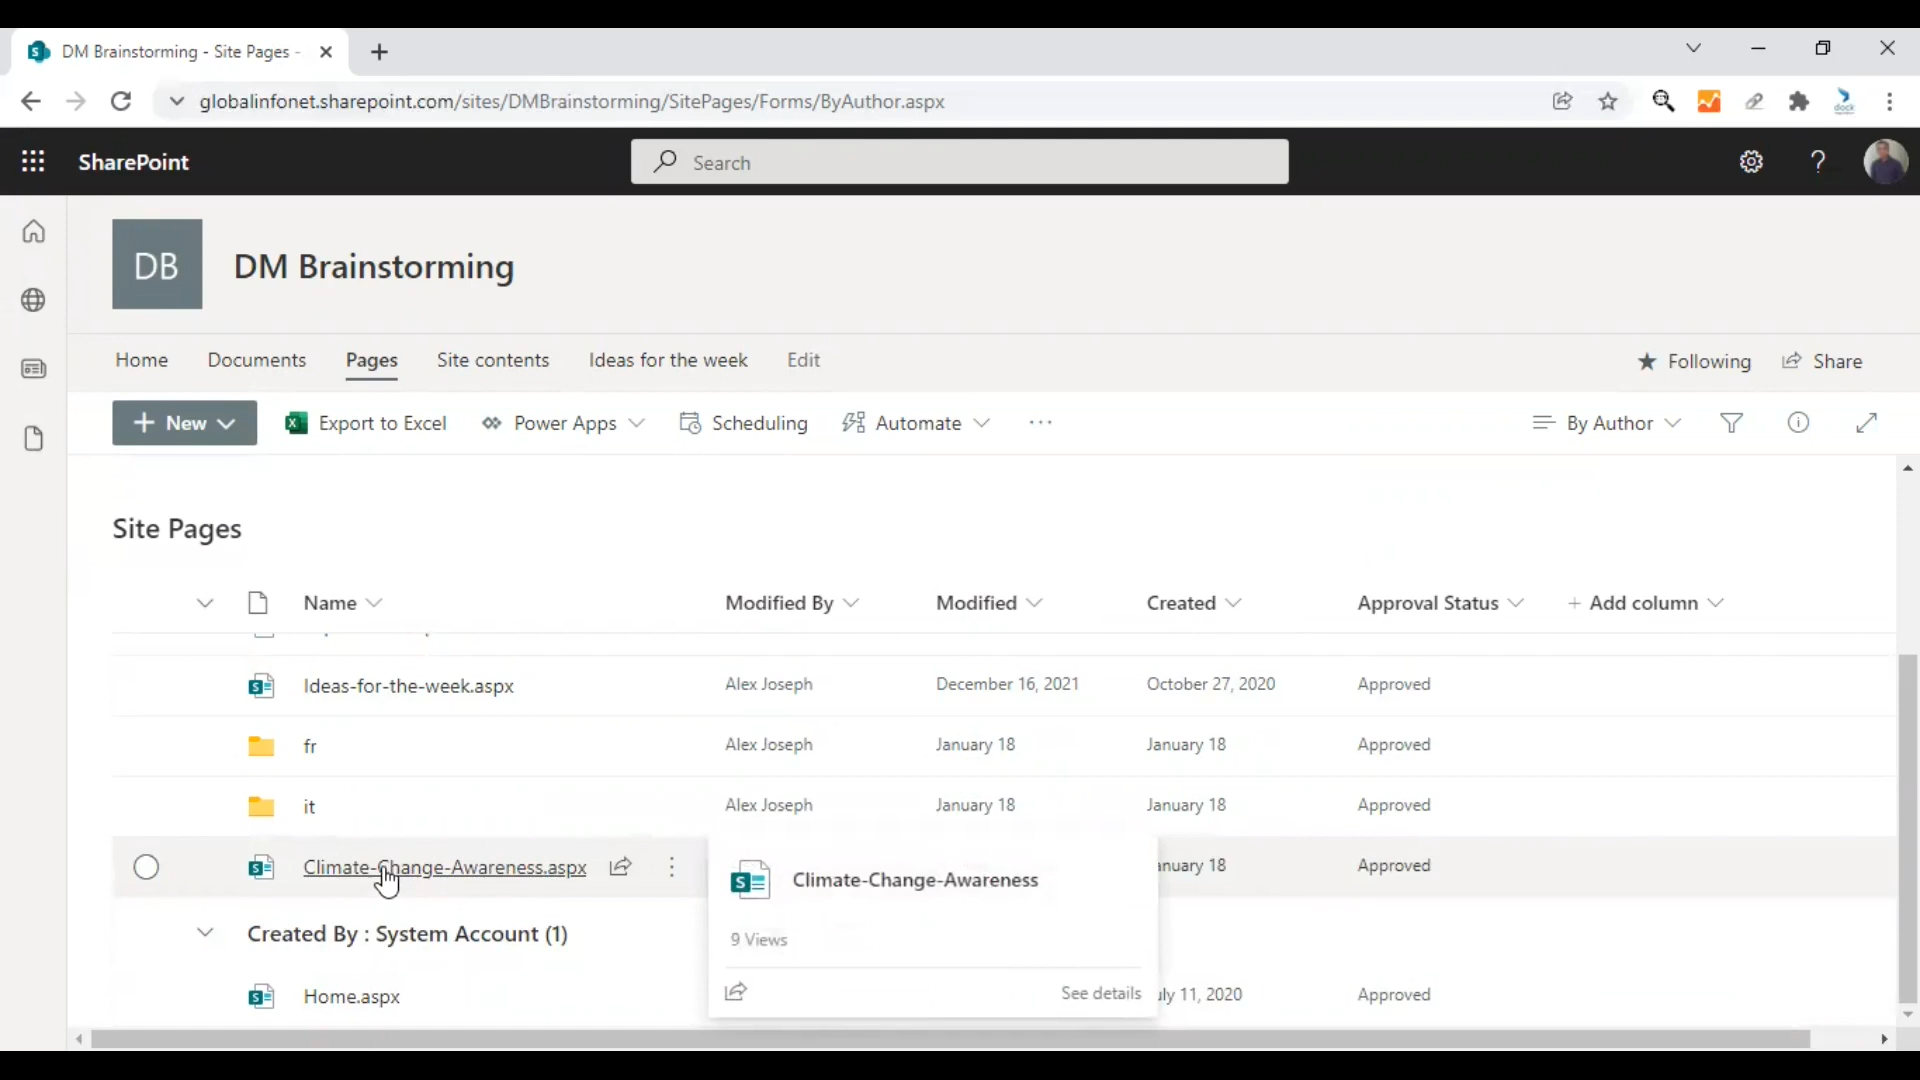 DM Brainstorming - Site Pages -
globalinfonet.sharepoint.com/sites/DMBrainstorming/SitePages/Forms/ByAuthor.aspx
dock
SharePoint
Search
DB
DM Brainstorming
Home Documents Pages Site contents Ideas for the week Edit Following Share
New Export to Excel Power Apps Scheduling Automate ... By Author
Site Pages
Name Modified By Modified Created Approval Status + Add column
Ideas-for-the-week.aspx Alex Joseph December 16, 2021 October 27, 2020 Approved
fr Alex Joseph January 18 January 18 Approved
it Alex Joseph January 18 January 18 Approved
Climate-Change-Awareness.aspx anuary 18 Approved
Climate-Change-Awareness
Created By : System Account (1)
9 Views
Home.aspx uly 11, 2020 Approved
See details